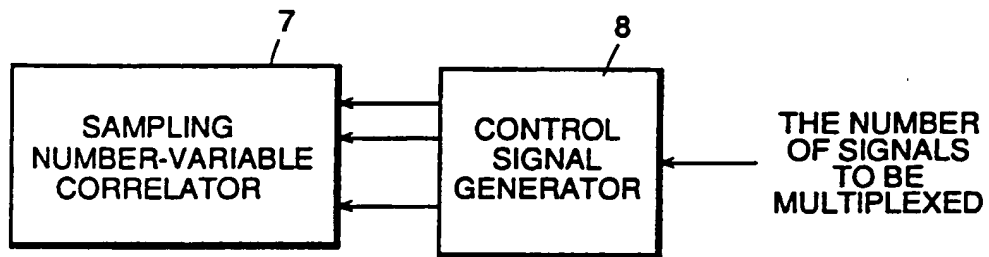 7
8
SAMPLING
NUMBER-VARIABLE
CORRELATOR
CONTROL
SIGNAL
GENERATOR
THE NUMBER
OF SIGNALS
TO BE
MULTIPLEXED